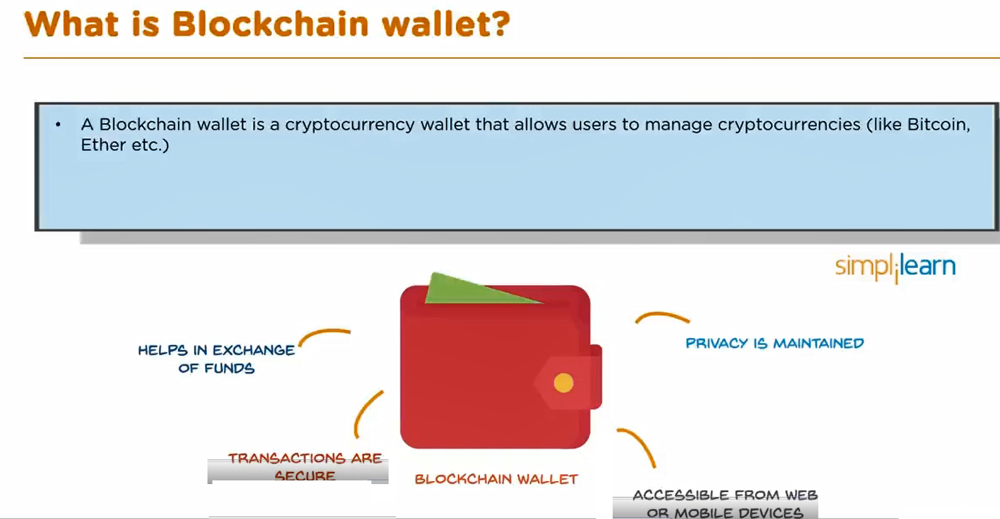 What is Blockchain wallet?
• A Blockchain wallet is a cryptocurrency wallet that allows users to manage cryptocurrencies (like Bitcoin,
Ether etc.)
simplilearn
HELPS IN EXCHANGE
OF FUNDS
PRIVACY IS MAINTAINED
TRANSACTIONS ARE
SECURE
BLOCKCHAIN WALLET
ACCESSIBLE FROM WEB
OR MOBILE DEVICES